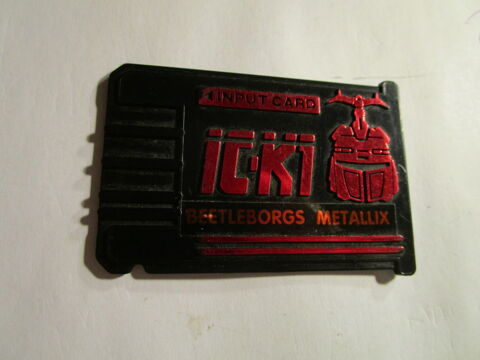 INPUT CARD
IC-KI
BEETLEBORGS METALLIX